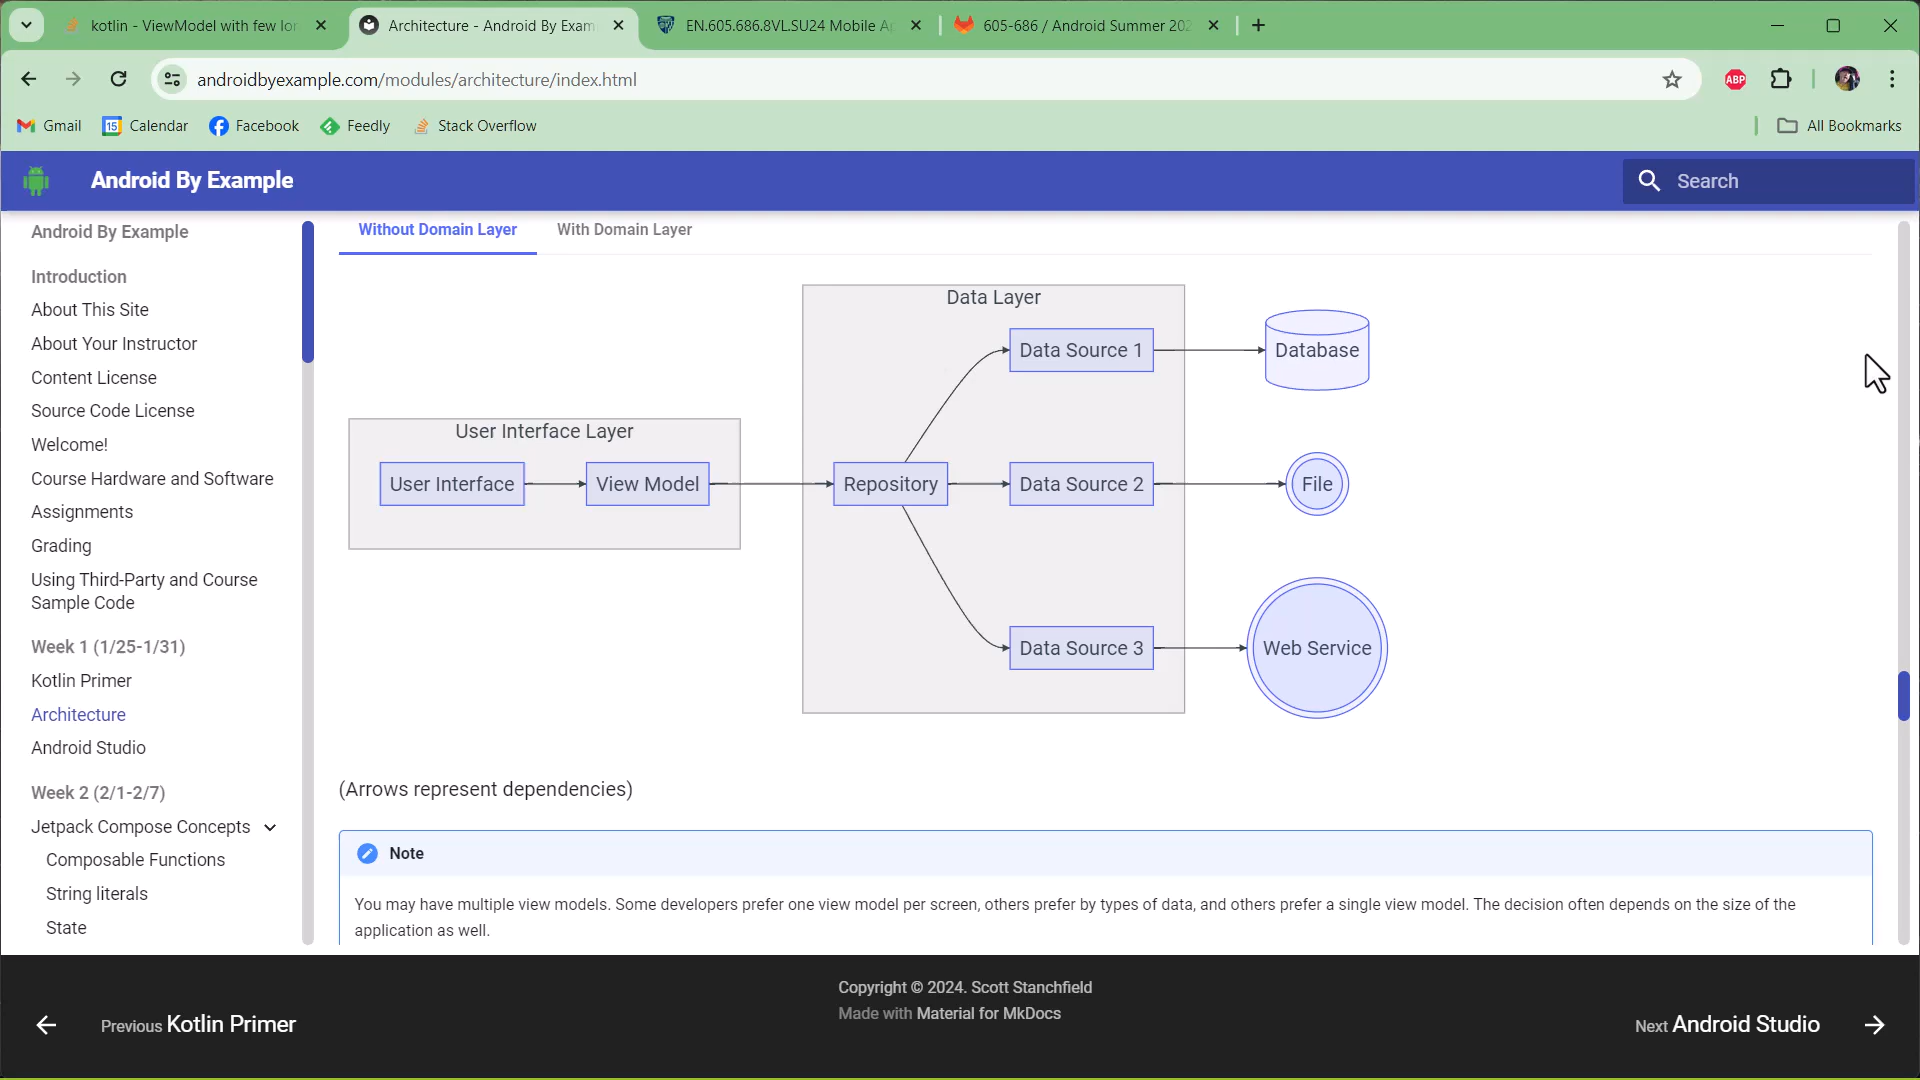 kotlin - ViewModel with few lon
Architecture - Android By Exam
EN.605.686.8VL.SU24 Mobile A
605-686 / Android Summer 202
androidbyexample.com/modules/architecture/index.html
ABP
Gmail
15
Calendar
Facebook
Feedly
Stack Overflow
All Bookmarks
Android By Example
Search
Android By Example
Introduction
About This Site
About Your Instructor
Content License
Source Code License
Welcome!
Course Hardware and Software
Assignments
Grading
Using Third-Party and Course
Sample Code
Week 1 (1/25-1/31)
Kotlin Primer
Architecture
Android Studio
Week 2 (2/1-2/7)
Jetpack Compose Concepts
Composable Functions
String literals
State
Without Domain Layer
With Domain Layer
Data Layer
Data Source 1
Database
User Interface Layer
User Interface
View Model
Repository
Data Source 2
File
Data Source 3
Web Service
(Arrows represent dependencies)
Note
You may have multiple view models. Some developers prefer one view model per screen, others prefer by types of data, and others prefer a single view model. The decision often depends on the size of the
application as well.
Copyright © 2024. Scott Stanchfield
Made with Material for MkDocs
Previous Kotlin Primer
Next Android Studio